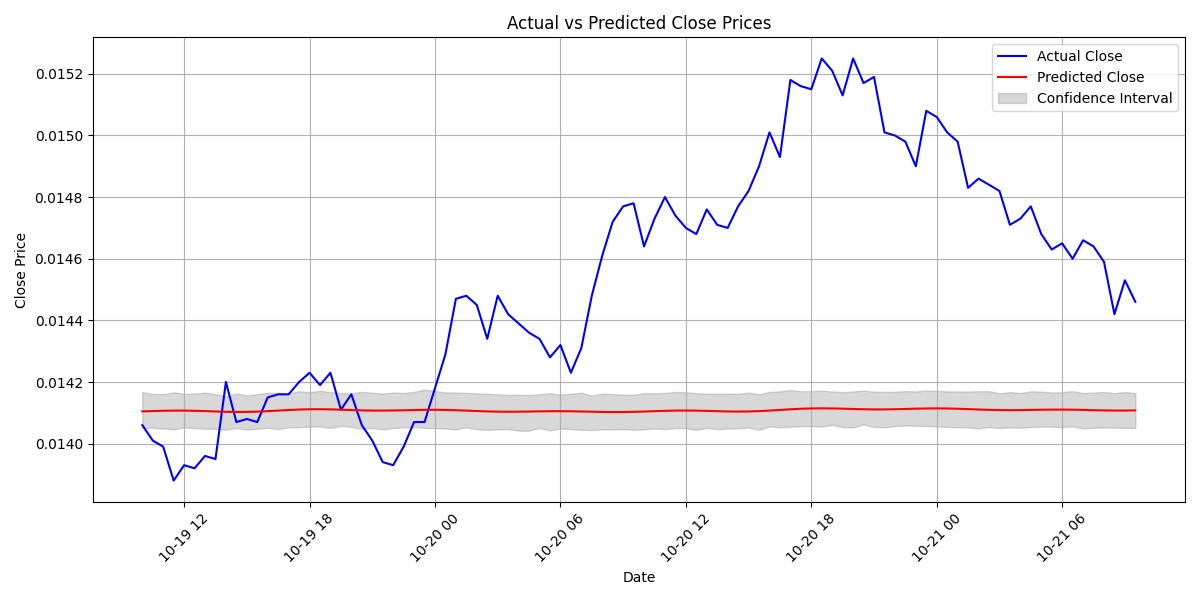 Actual vs Predicted Close Prices
Actual Close
Predicted Close
Confidence Interval
Close Price
0.0152
0.0150
0.0148
0.0146
0.0144
0.0142
0.0140
10-19 12
10-19 18
10-20 00
10-20 06
10-20 12
10-20 18
10-21 00
10-21 06
Date